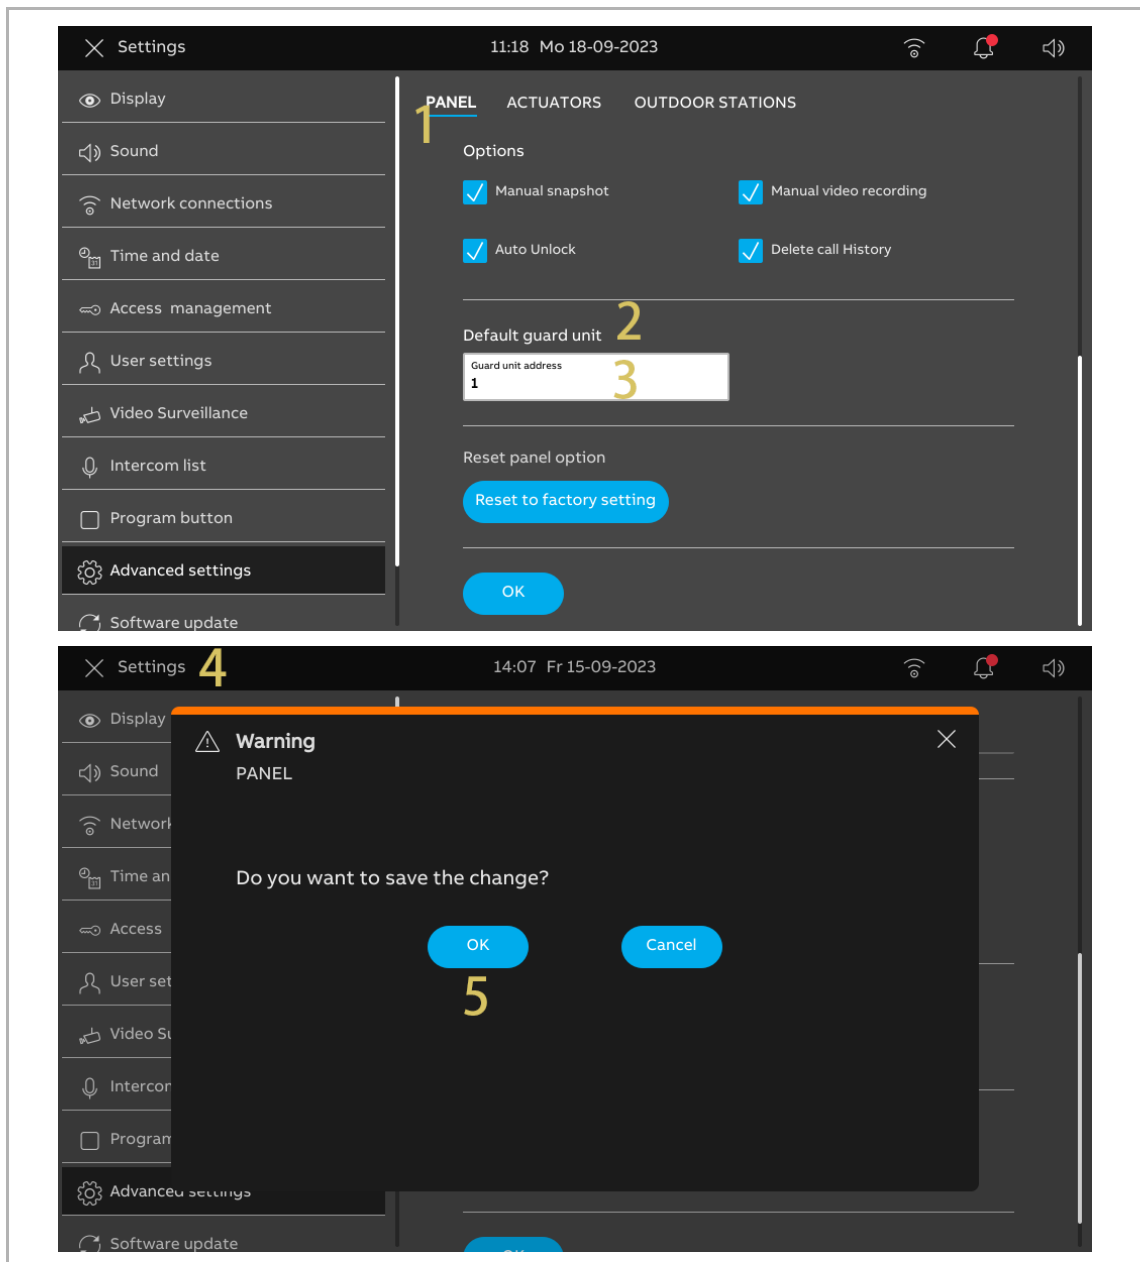 Settings 11:18 Mo 18-09-2023
Display
Sound
Network connections
Time and date
Access management
User settings
Video Surveillance
Intercom list
Program button
Advanced settings
Software update
PANEL ACTUATORS OUTDOOR STATIONS
1
Options
Manual snapshot Manual video recording
Auto Unlock Delete call History
Default guard unit 2
Guard unit address
1
3
Reset panel option
Reset to factory setting
OK
Settings 4 14:07 Fr 15-09-2023
Display
Sound
Network
Time an
Access
User set
Video Su
Intercom
Program
Advanced settings
Software update
Warning
PANEL
Do you want to save the change?
OK Cancel
5
OK